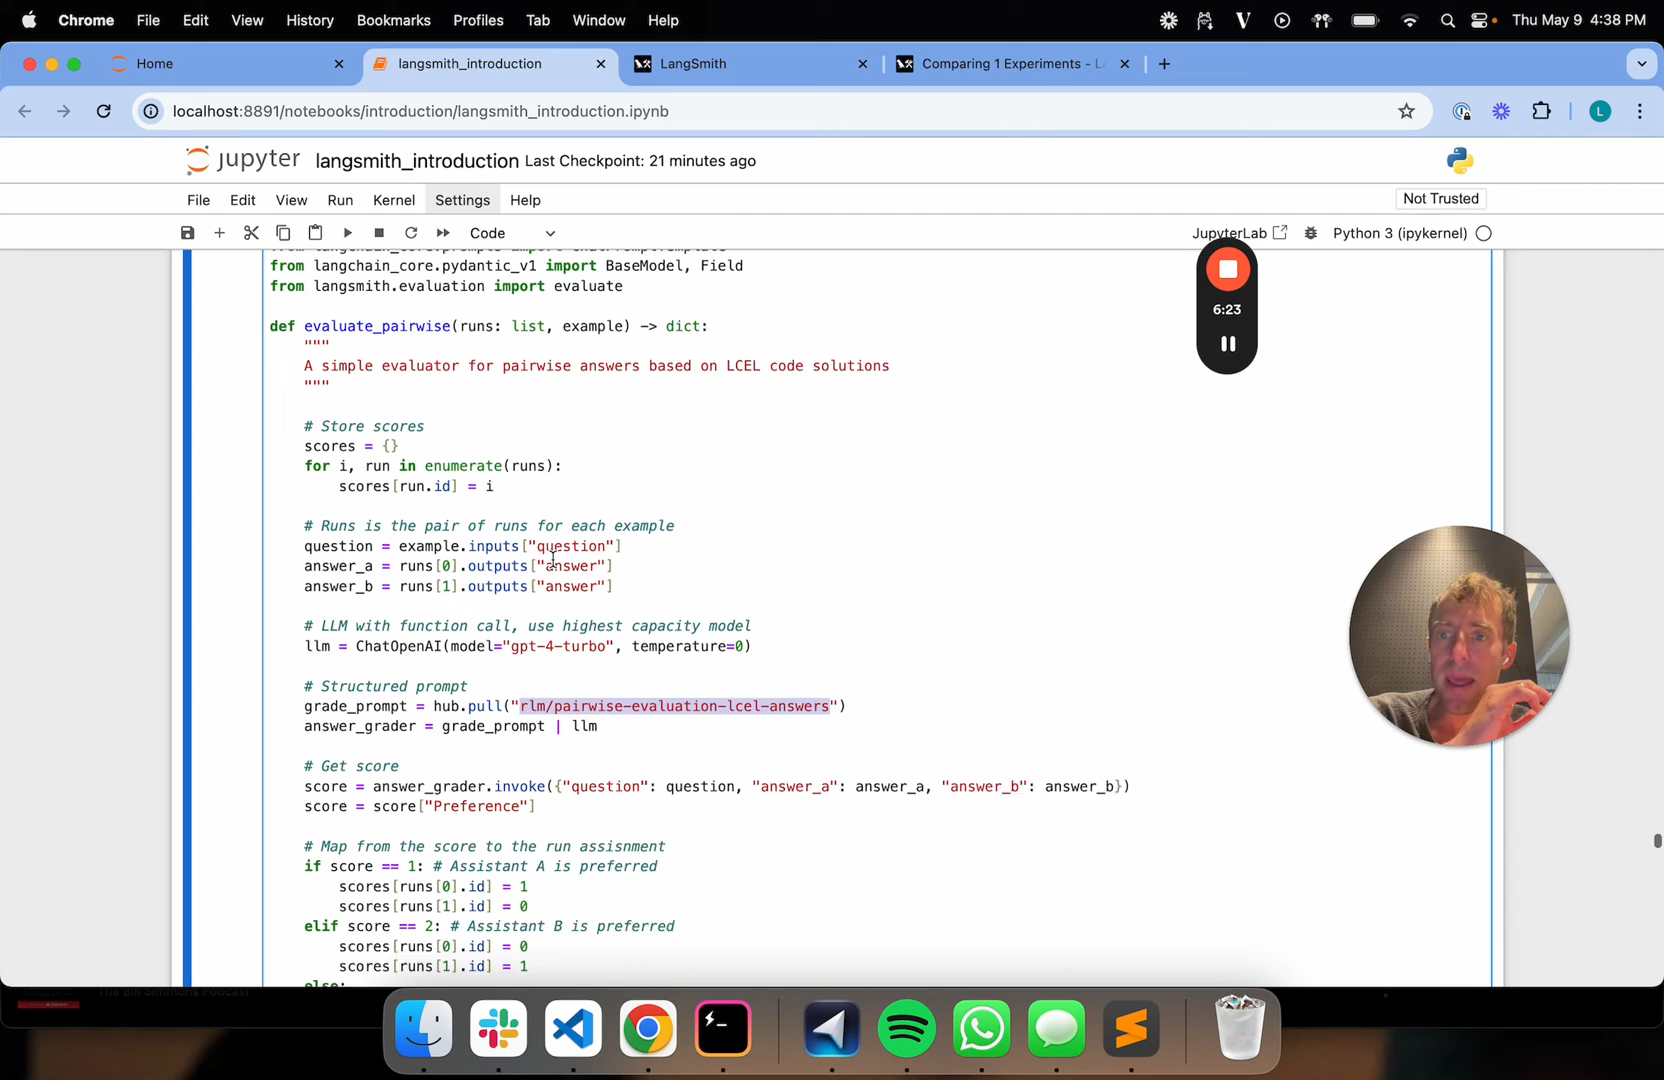 Chrome File Edit View History Bookmarks Profiles Tab Window Help Thu May 9 4:38 PM
Home langsmith_introduction LangSmith Comparing 1 Experiments - L
localhost:8891/notebooks/introduction/langsmith_introduction.ipynb L
jupyter langsmith_introduction Last Checkpoint: 21 minutes ago
File Edit View Run Kernel Settings Help Not Trusted
Code JupyterLab Python 3 (ipykernel)
from langchain_core.prompts import ChatPromptTemplate
from langchain_core.pydantic_v1 import BaseModel, Field
from langsmith.evaluation import evaluate
6:23
def evaluate_pairwise(runs: list, example) -> dict:
"""
A simple evaluator for pairwise answers based on LCEL code solutions
"""
# Store scores
scores = {}
for i, run in enumerate(runs):
scores[run.id] = i
# Runs is the pair of runs for each example
question = example.inputs["question"]
answer_a = runs[0].outputs["answer"]
answer_b = runs[1].outputs["answer"]
# LLM with function call, use highest capacity model
llm = ChatOpenAI(model="gpt-4-turbo", temperature=0)
# Structured prompt
grade_prompt = hub.pull("rlm/pairwise-evaluation-lcel-answers")
answer_grader = grade_prompt | llm
# Get score
score = answer_grader.invoke({"question": question, "answer_a": answer_a, "answer_b": answer_b})
score = score["Preference"]
# Map from the score to the run assisnment
if score == 1: # Assistant A is preferred
scores[runs[0].id] = 1
scores[runs[1].id] = 0
elif score == 2: # Assistant B is preferred
scores[runs[0].id] = 0
scores[runs[1].id] = 1
else:
The Bill Simmons Podcast